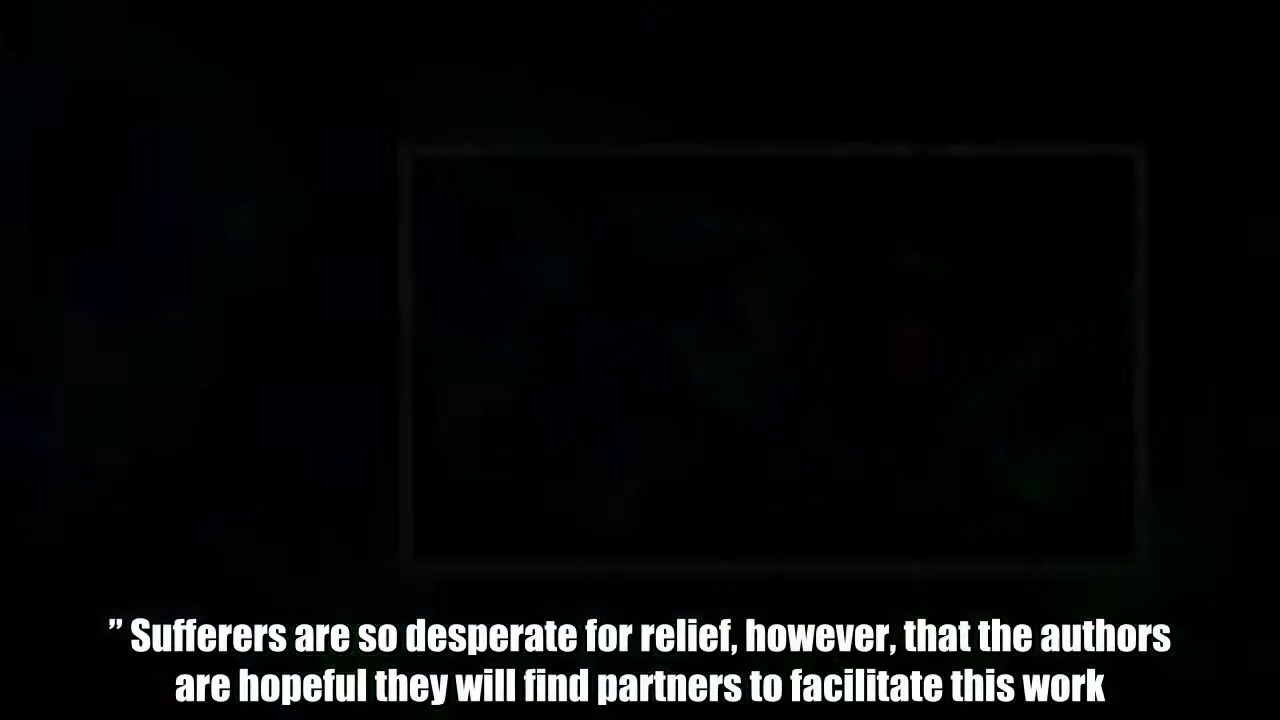 ” Sufferers are so desperate for relief, however, that the authors
are hopeful they will find partners to facilitate this work